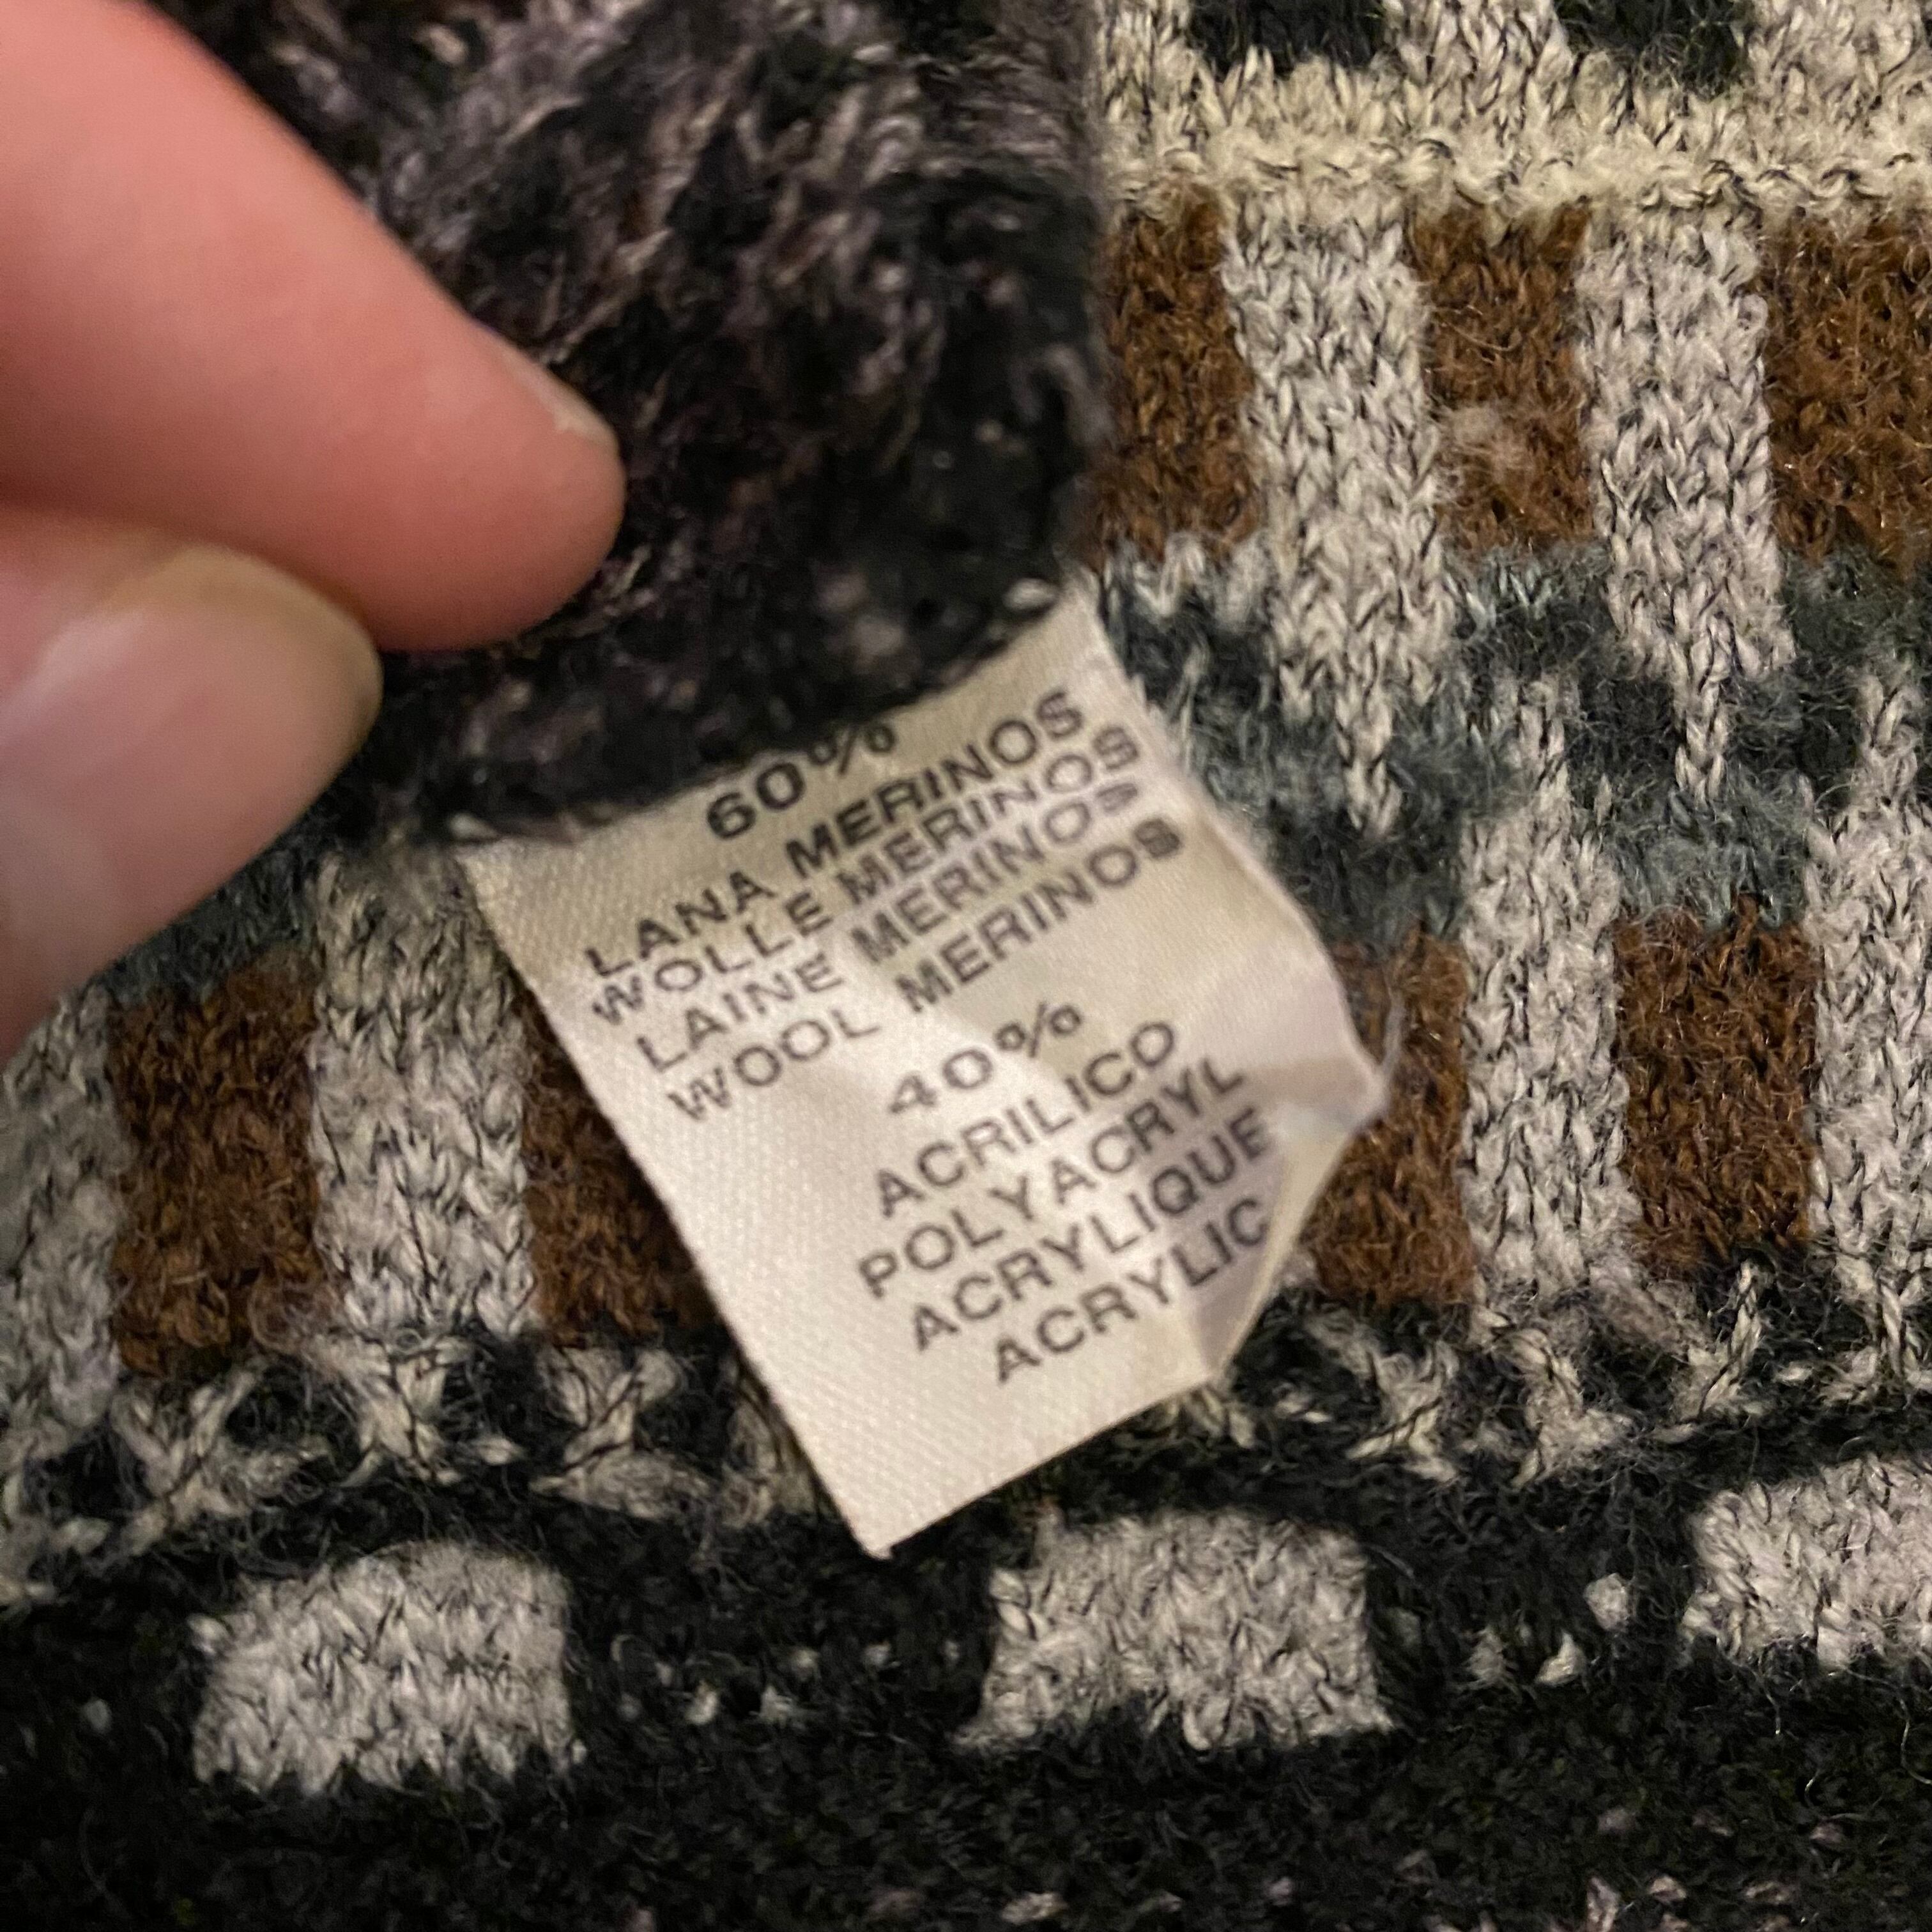 60%
LANA MERINOS
WOLLE MERINOS
LAINE MERINOS
WOOL MERINOS
40%
ACRILICO
POLYACRYL
ACRYLIQUE
ACRYLIC